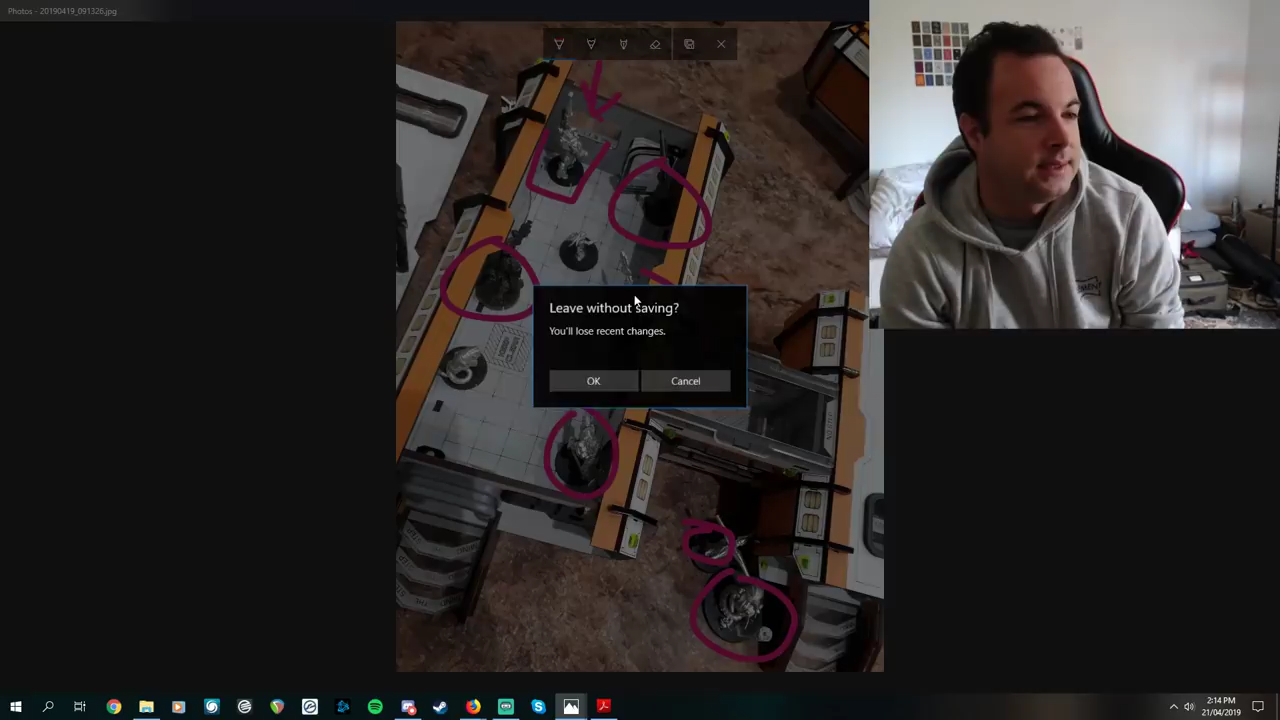 Photos - 20190419_091326.jpg
Leave without saving?
You'll lose recent changes.
OK
Cancel
2:14 PM
21/04/2019